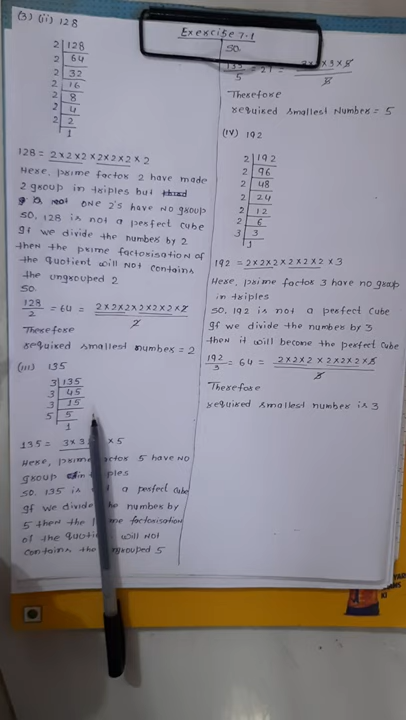 Exercise 7.1
(3) (ii) 128
2 | 128
2 | 64
2 | 32
2 | 16
2 | 8
2 | 4
2 | 2
1
128 = 2×2×2×2×2×2×2
Here, prime factor 2 have made
2 group in triples but
one 2's have no group
So, 128 is not a perfect cube
If we divide the number by 2
then the prime factorisation of
the quotient will not contains
the ungrouped 2
So.
128/2 = 64 = 2×2×2×2×2×2×2/2
Therefore
required smallest number = 2
(iii) 135
3 | 135
3 | 45
3 | 15
5 | 5
1
135 = 3×3 ×5
Here, prime 5 have no
group in
So. 135 is a perfect cube
If we divide the number by
5 then the factorisation
of the will not
contains the ungrouped 5
So.
135/5 = 27 = 3×3×5/5
Therefore
required smallest Number = 5
(iv) 192
2 | 192
2 | 96
2 | 48
2 | 24
2 | 12
2 | 6
3 | 3
1
192 = 2×2×2×2×2×2×3
Here, prime factor 3 have no group
in triples
So, 192 is not a perfect cube
If we divide the number by 3
then it will become the perfect cube
192/3 = 64 = 2×2×2×2×2×2×3/3
Therefore
required smallest number is 3